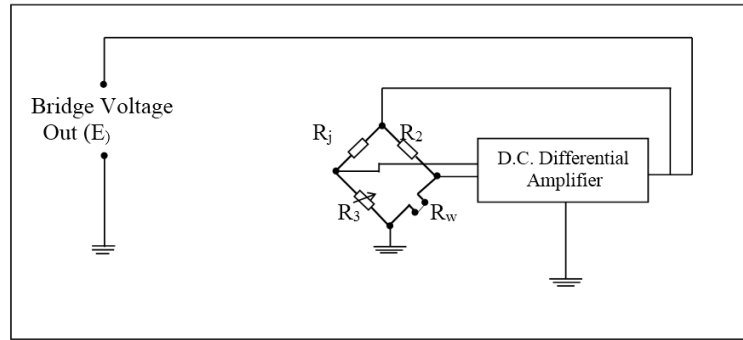 Bridge Voltage
Out (E)
Rj
R2
R3
Rw
D.C. Differential
Amplifier